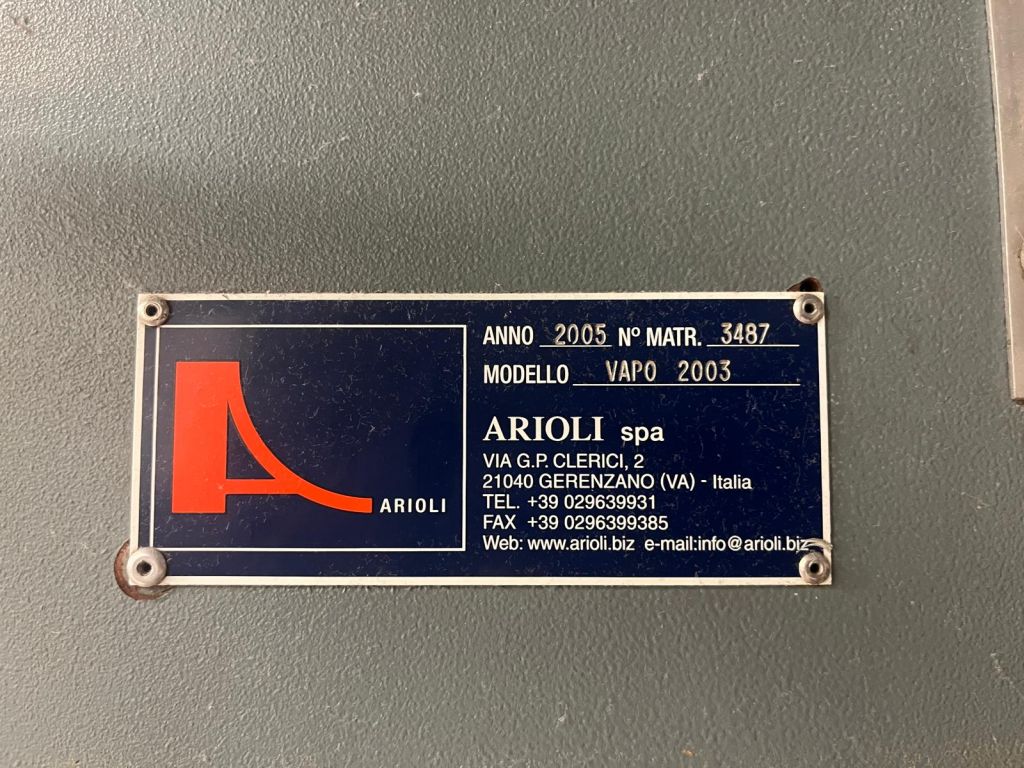 ARIOLI
ANNO 2005 Nº MATR. 3487
MODELLO VAPO 2003
ARIOLI spa
VIA G.P. CLERICI, 2
21040 GERENZANO (VA) - Italia
TEL. +39 029639931
FAX +39 0296399385
Web: www.arioli.biz e-mail:info@arioli.biz